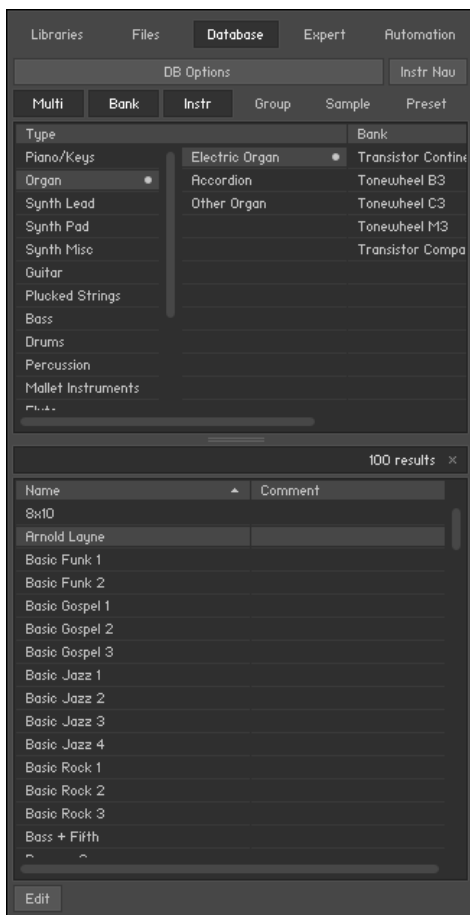 Libraries Files Database Expert Automation
DB Options Instr Nav
Multi Bank Instr Group Sample Preset
Type Bank
Piano/Keys Electric Organ Transistor Contine
Organ Accordion Tonewheel B3
Synth Lead Other Organ Tonewheel C3
Synth Pad Tonewheel M3
Synth Misc Transistor Compa
Guitar
Plucked Strings
Bass
Drums
Percussion
Mallet Instruments
100 results ×
Name Comment
8x10
Arnold Layne
Basic Funk 1
Basic Funk 2
Basic Gospel 1
Basic Gospel 2
Basic Gospel 3
Basic Jazz 1
Basic Jazz 2
Basic Jazz 3
Basic Jazz 4
Basic Rock 1
Basic Rock 2
Basic Rock 3
Bass + Fifth
Edit